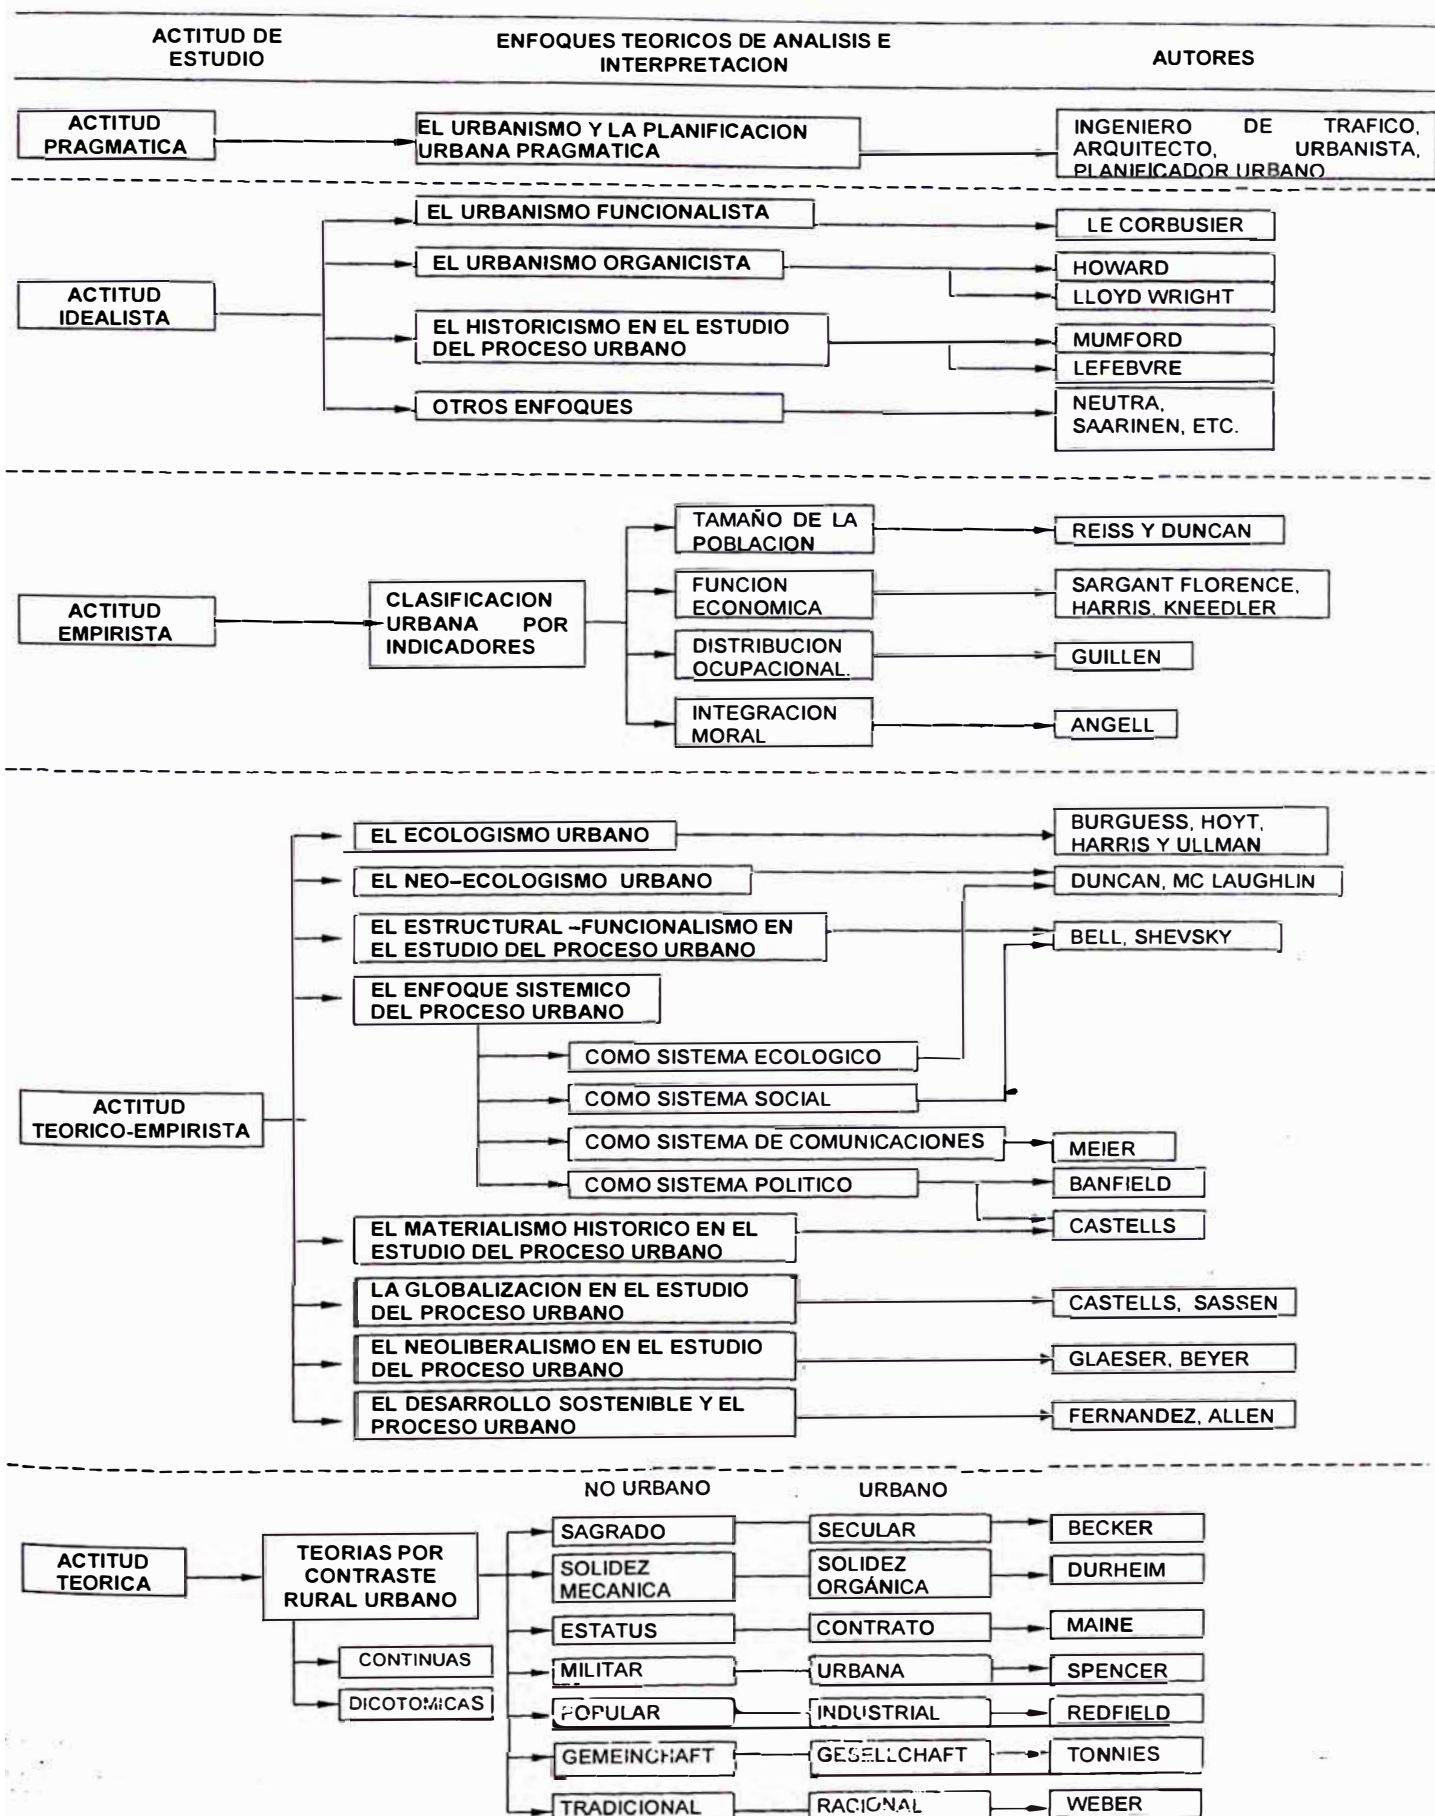 ACTITUD DE
ESTUDIO
ENFOQUES TEORICOS DE ANALISIS E
INTERPRETACION
AUTORES
ACTITUD
PRAGMATICA
EL URBANISMO Y LA PLANIFICACION
URBANA PRAGMATICA
INGENIERO DE TRAFICO,
ARQUITECTO, URBANISTA,
PLANIFICADOR URBANO
ACTITUD
IDEALISTA
EL URBANISMO FUNCIONALISTA
LE CORBUSIER
EL URBANISMO ORGANICISTA
HOWARD
LLOYD WRIGHT
EL HISTORICISMO EN EL ESTUDIO
DEL PROCESO URBANO
MUMFORD
LEFEBVRE
OTROS ENFOQUES
NEUTRA,
SAARINEN, ETC.
ACTITUD
EMPIRISTA
CLASIFICACION
URBANA POR
INDICADORES
TAMAÑO DE LA
POBLACION
REISS Y DUNCAN
FUNCION
ECONOMICA
SARGANT FLORENCE,
HARRIS. KNEEDLER
DISTRIBUCION
OCUPACIONAL.
GUILLEN
INTEGRACION
MORAL
ANGELL
ACTITUD
TEORICO-EMPIRISTA
EL ECOLOGISMO URBANO
BURGUESS, HOYT,
HARRIS Y ULLMAN
EL NEO–ECOLOGISMO URBANO
DUNCAN, MC LAUGHLIN
EL ESTRUCTURAL –FUNCIONALISMO EN
EL ESTUDIO DEL PROCESO URBANO
BELL, SHEVSKY
EL ENFOQUE SISTEMICO
DEL PROCESO URBANO
COMO SISTEMA ECOLOGICO
COMO SISTEMA SOCIAL
COMO SISTEMA DE COMUNICACIONES
MEIER
COMO SISTEMA POLITICO
BANFIELD
CASTELLS
EL MATERIALISMO HISTORICO EN EL
ESTUDIO DEL PROCESO URBANO
LA GLOBALIZACION EN EL ESTUDIO
DEL PROCESO URBANO
CASTELLS, SASSEN
EL NEOLIBERALISMO EN EL ESTUDIO
DEL PROCESO URBANO
GLAESER, BEYER
EL DESARROLLO SOSTENIBLE Y EL
PROCESO URBANO
FERNANDEZ, ALLEN
NO URBANO
URBANO
ACTITUD
TEORICA
TEORIAS POR
CONTRASTE
RURAL URBANO
CONTINUAS
DICOTOMICAS
SAGRADO
SECULAR
BECKER
SOLIDEZ
MECANICA
SOLIDEZ
ORGÁNICA
DURHEIM
ESTATUS
CONTRATO
MAINE
MILITAR
URBANA
SPENCER
POPULAR
INDUSTRIAL
REDFIELD
GEMEINCHAFT
GESELLCHAFT
TONNIES
TRADICIONAL
RACIONAL
WEBER